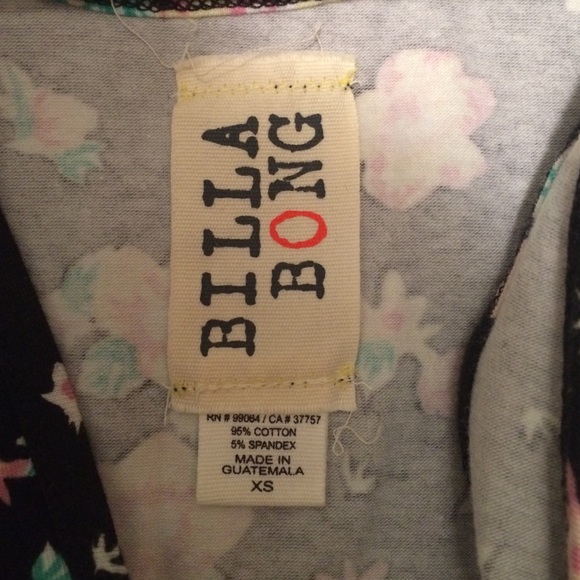 BILLA
BONG
RN # 99084 / CA # 37757
95% COTTON
5% SPANDEX
MADE IN
GUATEMALA
XS